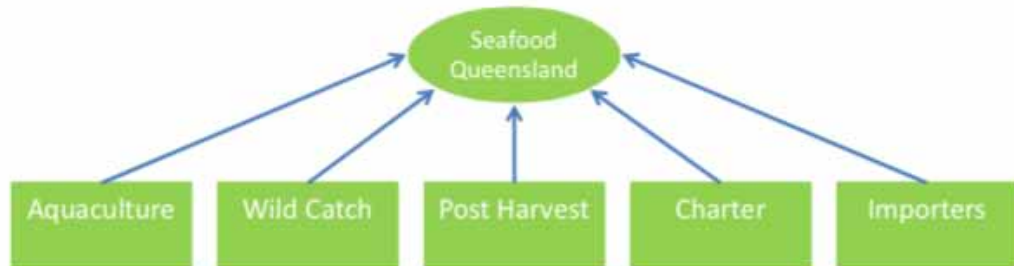 Seafood
Queensland
Aquaculture
Wild Catch
Post Harvest
Charter
Importers